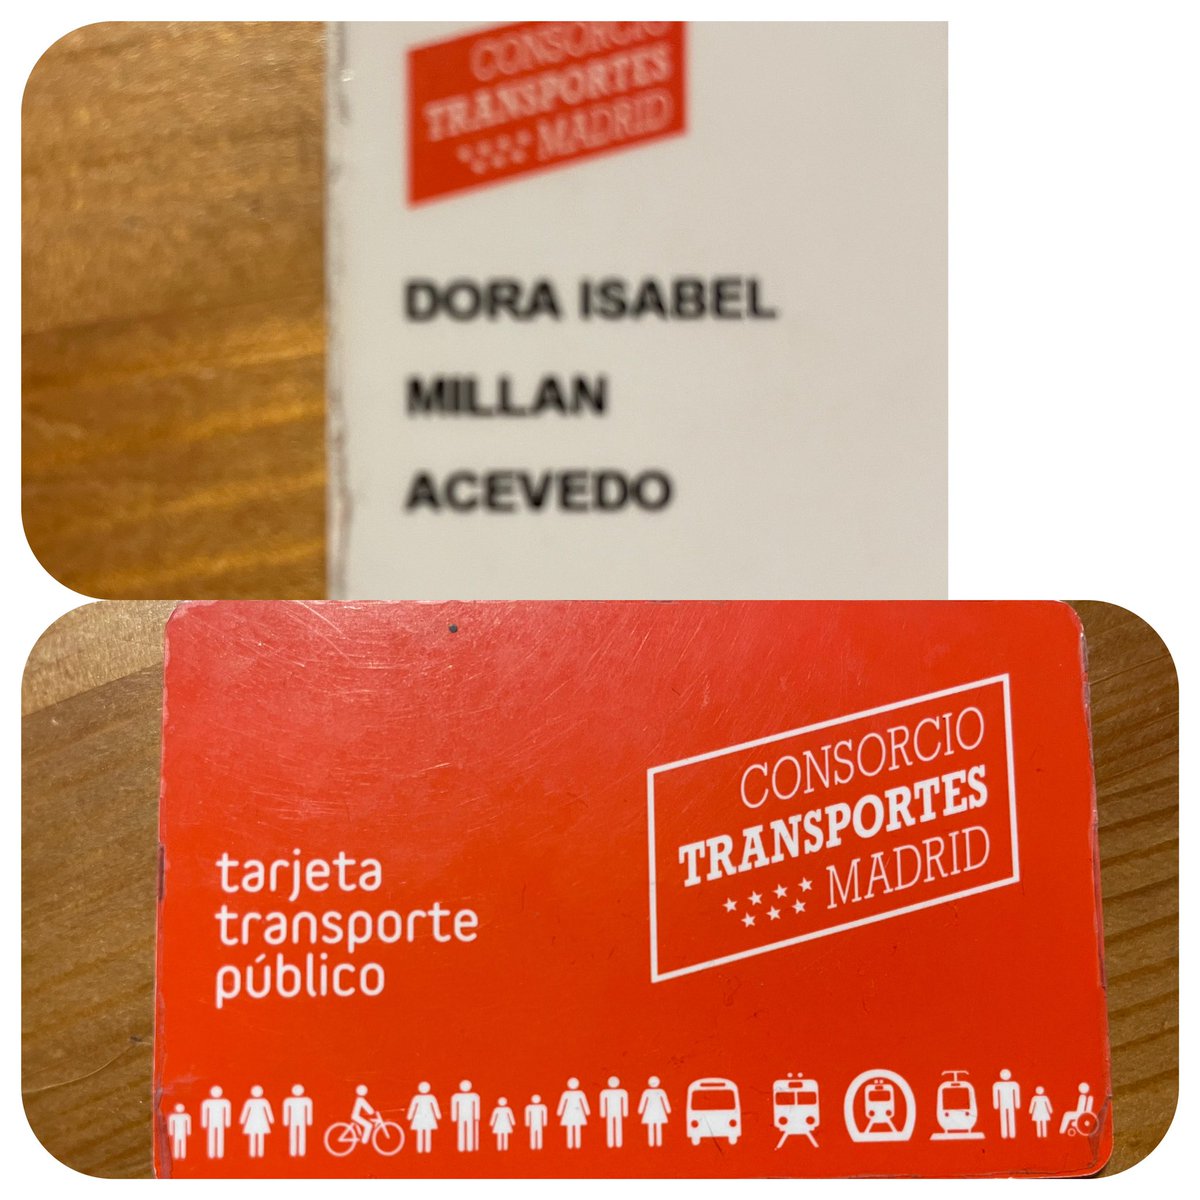 CONSORCIO
TRANSPORTES
MADRID
DORA ISABEL
MILLAN
ACEVEDO
CONSORCIO
TRANSPORTES
MADRID
tarjeta
transporte
público